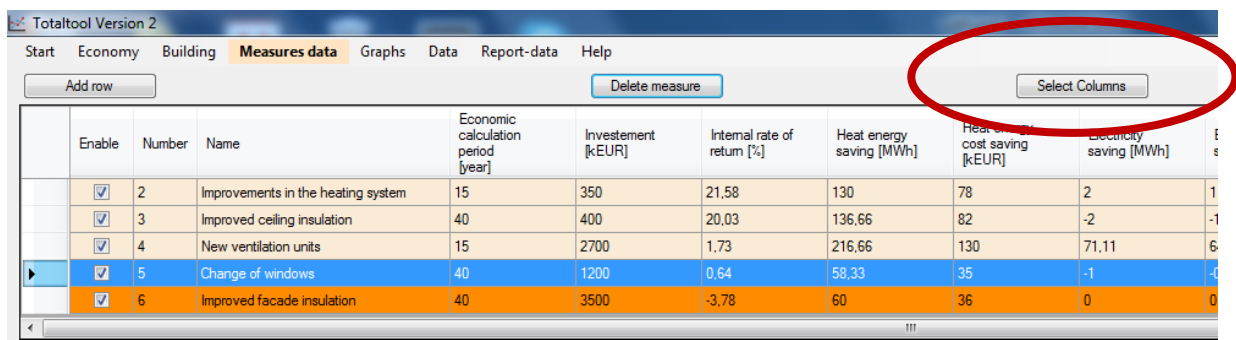 Totaltool Version 2
Start Economy Building Measures data Graphs Data Report-data Help
Add row Delete measure Select Columns
Enable Number Name Economic calculation period [year] Investement [kEUR] Internal rate of return [%] Heat energy saving [MWh] Heat energy cost saving [kEUR] Electricity saving [MWh]
2 Improvements in the heating system 15 350 21,58 130 78 2
3 Improved ceiling insulation 40 400 20,03 136,66 82 -2
4 New ventilation units 15 2700 1,73 216,66 130 71,11
5 Change of windows 40 1200 0,64 58,33 35 -1
6 Improved facade insulation 40 3500 -3,78 60 36 0